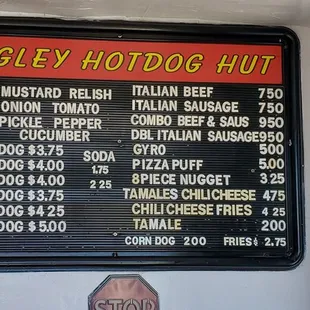 GLEY HOTDOG HUT
MUSTARD RELISH
ONION TOMATO
PICKLE PEPPER
CUCUMBER
DOG $3.75
DOG $4.00
DOG $4.00
DOG $3.75
DOG $4 25
DOG $5.00
SODA
1.75
2 25
ITALIAN BEEF 750
ITALIAN SAUSAGE 750
COMBO BEEF & SAUS 950
DBL ITALIAN SAUSAGE 950
GYRO 500
PIZZA PUFF 5.00
8 PIECE NUGGET 3.25
TAMALES CHILI CHEESE 475
CHILI CHEESE FRIES 4 25
TAMALE 200
CORN DOG 200 FRIES $ 2.75
STOP